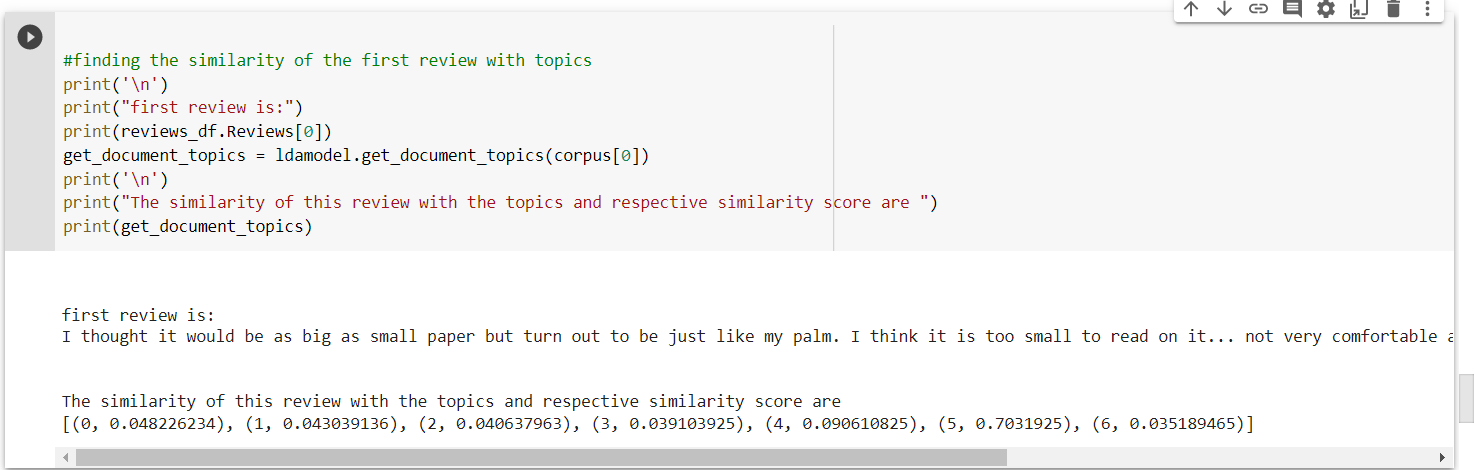 #finding the similarity of the first review with topics
print('\n')
print("first review is:")
print(reviews_df.Reviews[0])
get_document_topics = ldamodel.get_document_topics(corpus[0])
print('\n')
print("The similarity of this review with the topics and respective similarity score are ")
print(get_document_topics)
first review is:
I thought it would be as big as small paper but turn out to be just like my palm. I think it is too small to read on it... not very comfortable a
The similarity of this review with the topics and respective similarity score are
[(0, 0.048226234), (1, 0.043039136), (2, 0.040637963), (3, 0.039103925), (4, 0.090610825), (5, 0.7031925), (6, 0.035189465)]